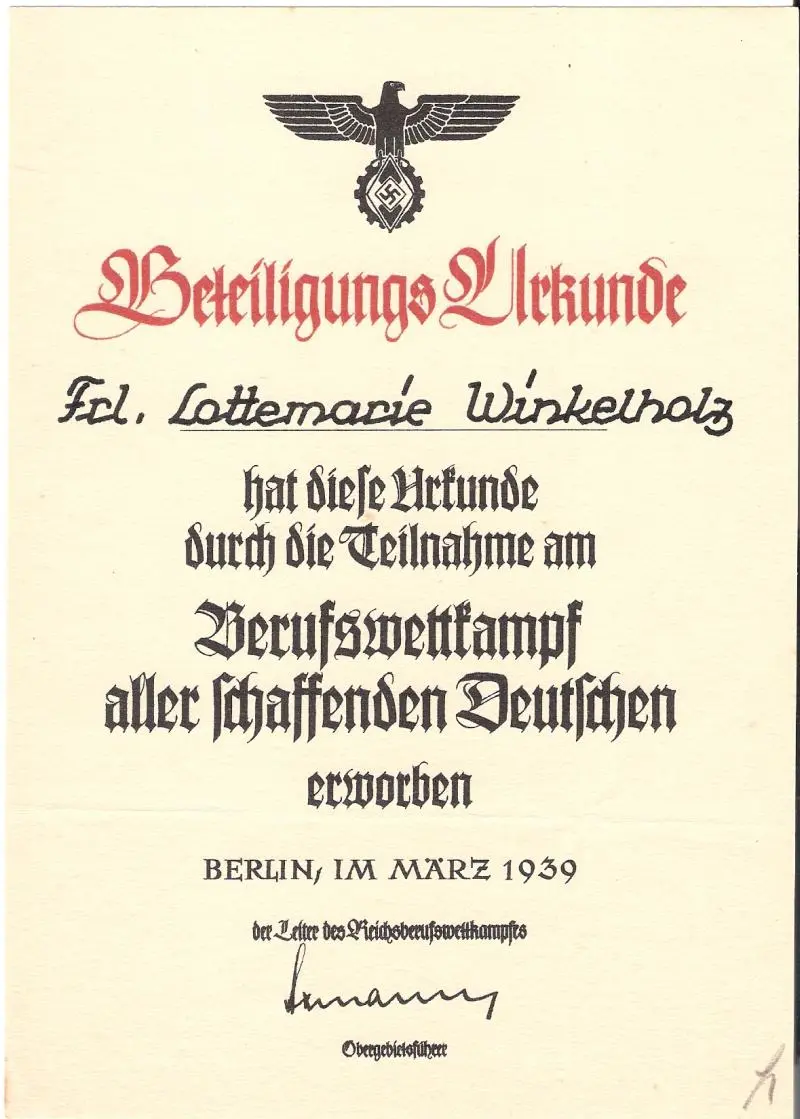 Beteiligungs Urkunde
Frl. Lottemarie Winkelholz
hat diese Urkunde
durch die Teilnahme am
Berufswettkampf
aller schaffenden Deutschen
erworben
BERLIN, IM MÄRZ 1939
der Leiter des Reichsberufswettkampfes
Obergebietsführer